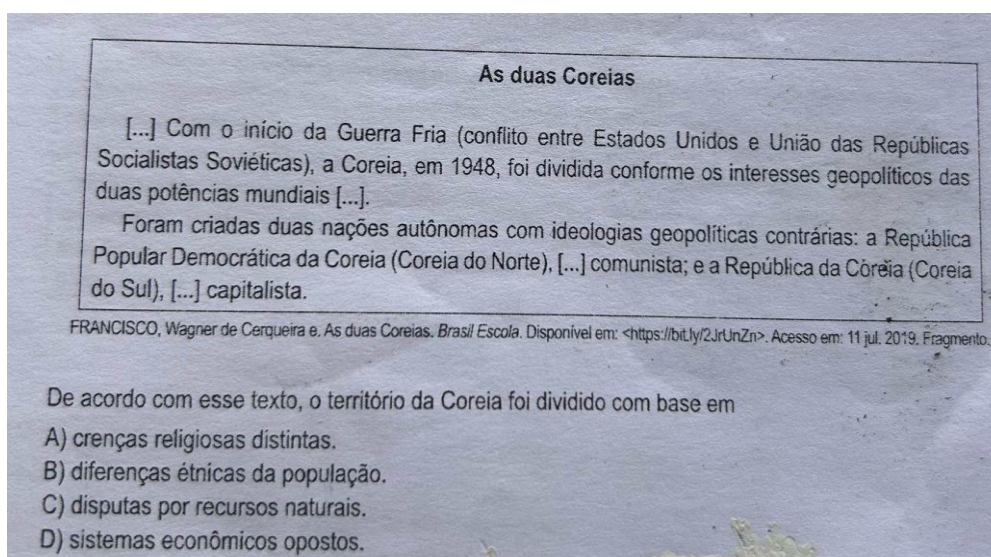 As duas Coreias
[...] Com o início da Guerra Fria (conflito entre Estados Unidos e União das Repúblicas
Socialistas Soviéticas), a Coreia, em 1948, foi dividida conforme os interesses geopolíticos das
duas potências mundiais [...].
Foram criadas duas nações autônomas com ideologias geopolíticas contrárias: a República
Popular Democrática da Coreia (Coreia do Norte), [...] comunista; e a República da Coreia (Coreia
do Sul), [...] capitalista.
FRANCISCO, Wagner de Cerqueira e. As duas Coreias. Brasil Escola. Disponível em: <https://bit.ly/2JrUnZn>. Acesso em: 11 jul. 2019. Fragmento.
De acordo com esse texto, o território da Coreia foi dividido com base em
A) crenças religiosas distintas.
B) diferenças étnicas da população.
C) disputas por recursos naturais.
D) sistemas econômicos opostos.